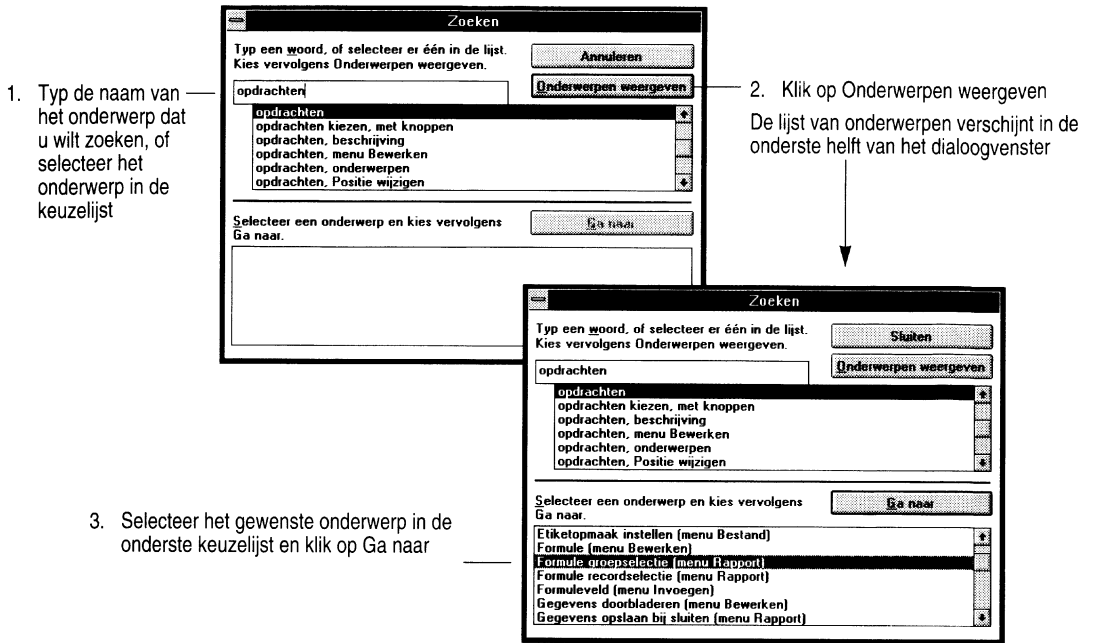 Zoeken
Typ een woord, of selecteer er één in de lijst.
Kies vervolgens Onderwerpen weergeven.
Annuleren
opdrachten
Onderwerpen weergeven
opdrachten
opdrachten kiezen, met knoppen
opdrachten, beschrijving
opdrachten, menu Bewerken
opdrachten, onderwerpen
opdrachten, Positie wijzigen
Selecteer een onderwerp en kies vervolgens
Ga naar.
Ga naar
1. Typ de naam van
het onderwerp dat
u wilt zoeken, of
selecteer het
onderwerp in de
keuzelijst
2. Klik op Onderwerpen weergeven
De lijst van onderwerpen verschijnt in de
onderste helft van het dialoogvenster
Zoeken
Typ een woord, of selecteer er één in de lijst.
Kies vervolgens Onderwerpen weergeven.
Sluiten
opdrachten
Onderwerpen weergeven
opdrachten
opdrachten kiezen, met knoppen
opdrachten, beschrijving
opdrachten, menu Bewerken
opdrachten, onderwerpen
opdrachten, Positie wijzigen
Selecteer een onderwerp en kies vervolgens
Ga naar.
Ga naar
Etiketopmaak instellen (menu Bestand)
Formule (menu Bewerken)
Formule groepselectie (menu Rapport)
Formule recordselectie (menu Rapport)
Formuleveld (menu Invoegen)
Gegevens doorbladeren (menu Bewerken)
Gegevens opslaan bij sluiten (menu Rapport)
3. Selecteer het gewenste onderwerp in de
onderste keuzelijst en klik op Ga naar